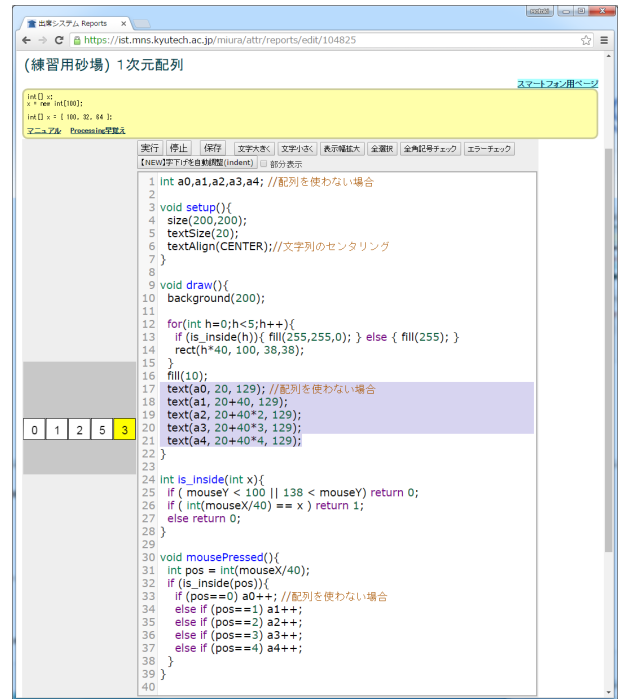 出席システム Reports
https://ist.mns.kyutech.ac.jp/miura/attr/reports/edit/104825
(練習用砂場) 1次元配列
スマートフォン用ページ
int[] x;
x = new int[100];
int[] x = { 100, 32, 64 };
マニュアル Processing早覚え
実行 停止 保存 文字大きく 文字小さく 表示幅拡大 全選択 全角記号チェック エラーチェック
【NEW】字下げを自動調整(indent) 部分表示
1 int a0,a1,a2,a3,a4; //配列を使わない場合
2
3 void setup(){
4 size(200,200);
5 textSize(20);
6 textAlign(CENTER);//文字列のセンタリング
7 }
8
9 void draw(){
10 background(200);
11
12 for(int h=0;h<5;h++){
13 if (is_inside(h)){ fill(255,255,0); } else { fill(255); }
14 rect(h*40, 100, 38,38);
15 }
16 fill(10);
17 text(a0, 20, 129); //配列を使わない場合
18 text(a1, 20+40, 129);
19 text(a2, 20+40*2, 129);
20 text(a3, 20+40*3, 129);
21 text(a4, 20+40*4, 129);
22 }
23
24 int is_inside(int x){
25 if ( mouseY < 100 || 138 < mouseY) return 0;
26 if ( int(mouseX/40) == x ) return 1;
27 else return 0;
28 }
29
30 void mousePressed(){
31 int pos = int(mouseX/40);
32 if (is_inside(pos)){
33 if (pos==0) a0++; //配列を使わない場合
34 else if (pos==1) a1++;
35 else if (pos==2) a2++;
36 else if (pos==3) a3++;
37 else if (pos==4) a4++;
38 }
39 }
40
0 1 2 5 3